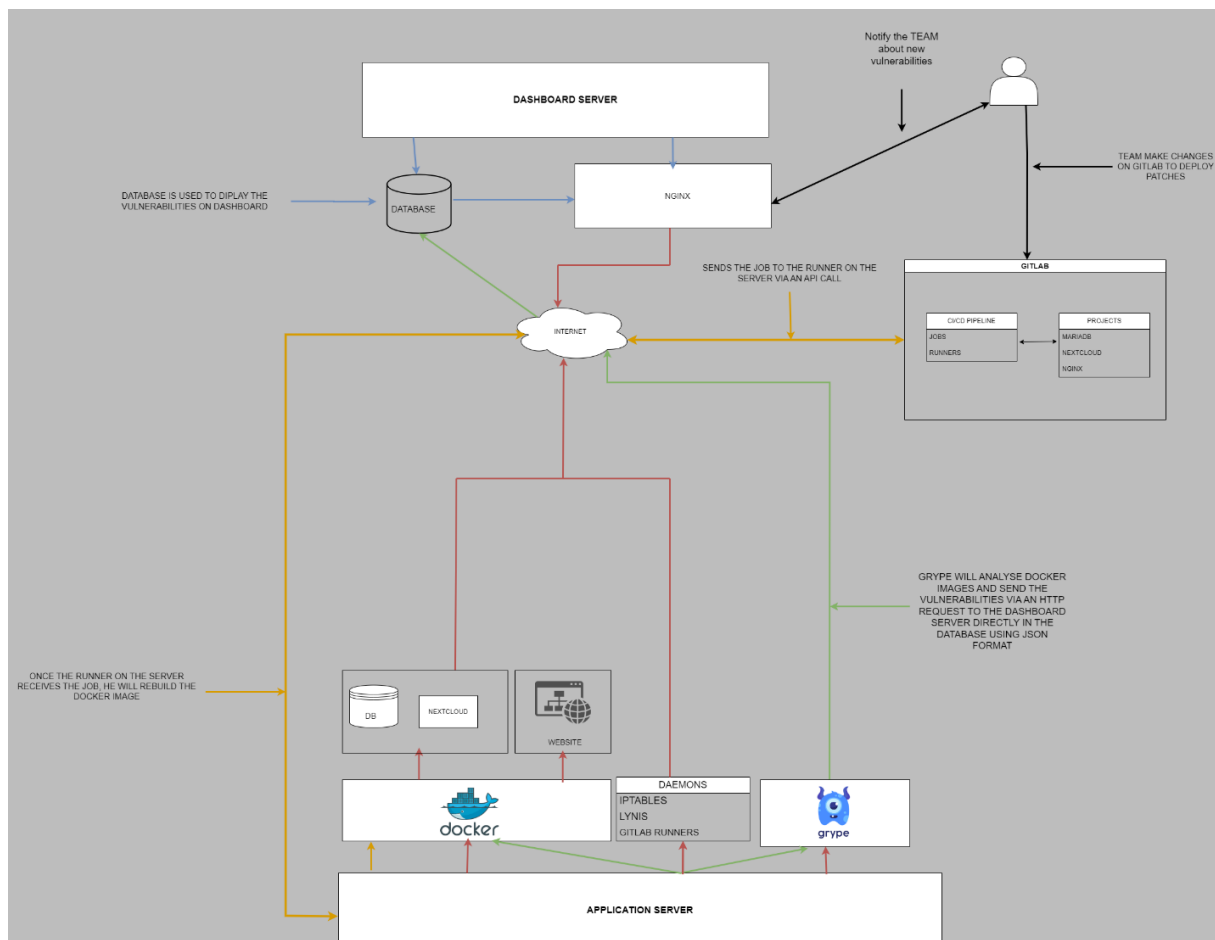 Notify the TEAM
about new
vulnerabilities
DASHBOARD SERVER
TEAM MAKE CHANGES
ON GITLAB TO DEPLOY
PATCHES
DATABASE IS USED TO DIPLAY THE
VULNERABILITIES ON DASHBOARD
DATABASE
NGINX
SENDS THE JOB TO THE RUNNER ON THE
SERVER VIA AN API CALL
GITLAB
INTERNET
CI/CD PIPELINE
JOBS
RUNNERS
PROJECTS
MARIADB
NEXTCLOUD
NGINX
GRYPE WILL ANALYSE DOCKER
IMAGES AND SEND THE
VULNERABILITIES VIA AN HTTP
REQUEST TO THE DASHBOARD
SERVER DIRECTLY IN THE
DATABASE USING JSON
FORMAT
ONCE THE RUNNER ON THE SERVER
RECEIVES THE JOB, HE WILL REBUILD THE
DOCKER IMAGE
DB
NEXTCLOUD
WEBSITE
docker
DAEMONS
IPTABLES
LYNIS
GITLAB RUNNERS
grype
APPLICATION SERVER